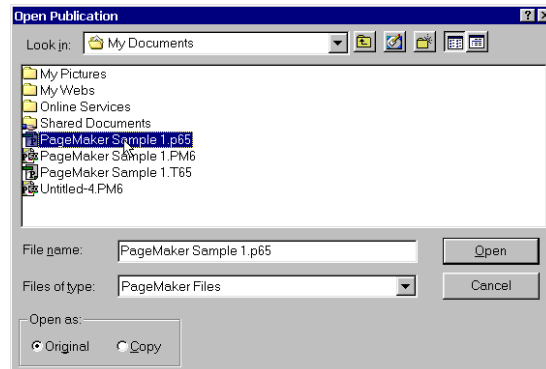 Open Publication
Look in: My Documents
My Pictures
My Webs
Online Services
Shared Documents
PageMaker Sample 1.p65
PageMaker Sample 1.PM6
PageMaker Sample 1.T65
Untitled-4.PM6
File name: PageMaker Sample 1.p65 Open
Files of type: PageMaker Files Cancel
Open as:
Original Copy